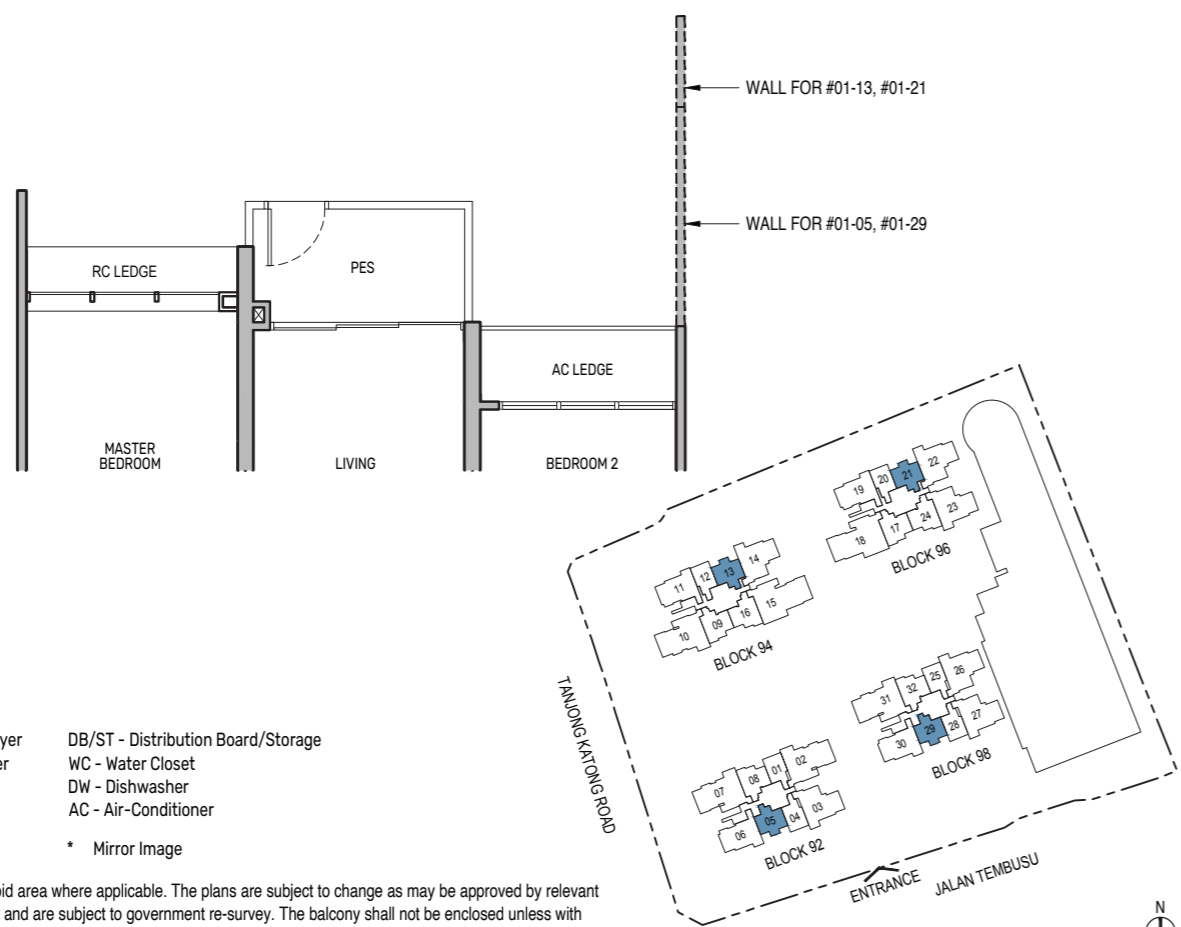 WALL FOR #01-13, #01-21
WALL FOR #01-05, #01-29
RC LEDGE
PES
AC LEDGE
MASTER
BEDROOM
LIVING
BEDROOM 2
19
20
21
22
18
17
24
23
BLOCK 96
11
12
13
14
10
09
16
15
BLOCK 94
31
32
25
26
30
29
28
27
BLOCK 98
07
08
01
02
06
05
04
03
BLOCK 92
TANJONG KATONG ROAD
ENTRANCE
JALAN TEMBUSU
N
DB/ST - Distribution Board/Storage
WC - Water Closet
DW - Dishwasher
AC - Air-Conditioner
* Mirror Image
area where applicable. The plans are subject to change as may be approved by relevant
and are subject to government re-survey. The balcony shall not be enclosed unless with